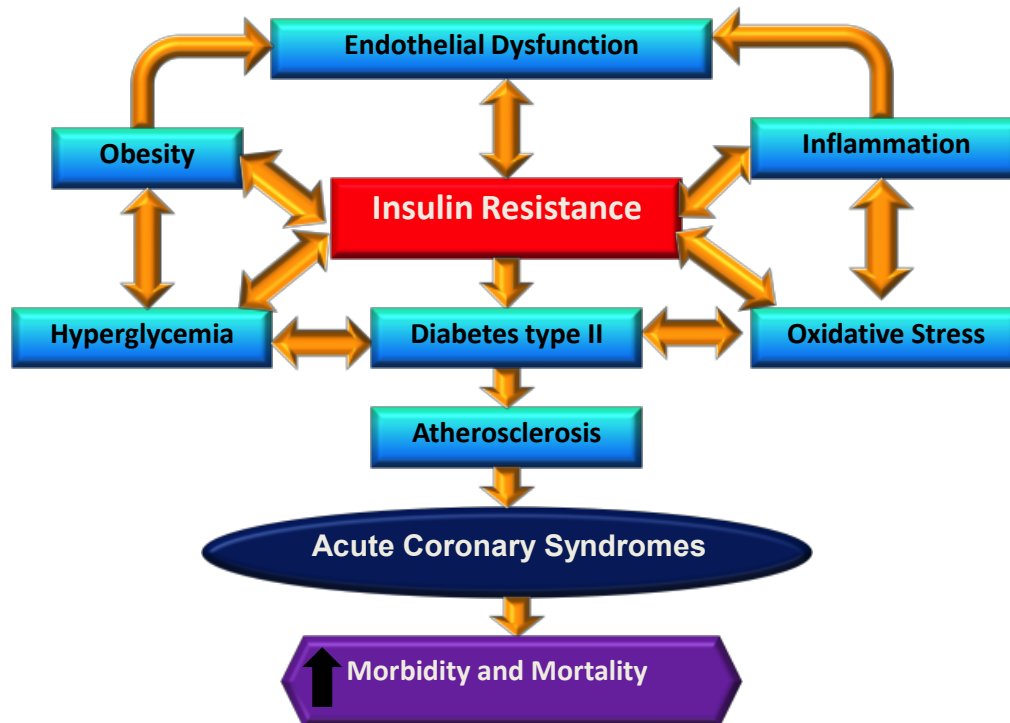 Endothelial Dysfunction
Obesity
Inflammation
Insulin Resistance
Hyperglycemia
Diabetes type II
Oxidative Stress
Atherosclerosis
Acute Coronary Syndromes
Morbidity and Mortality